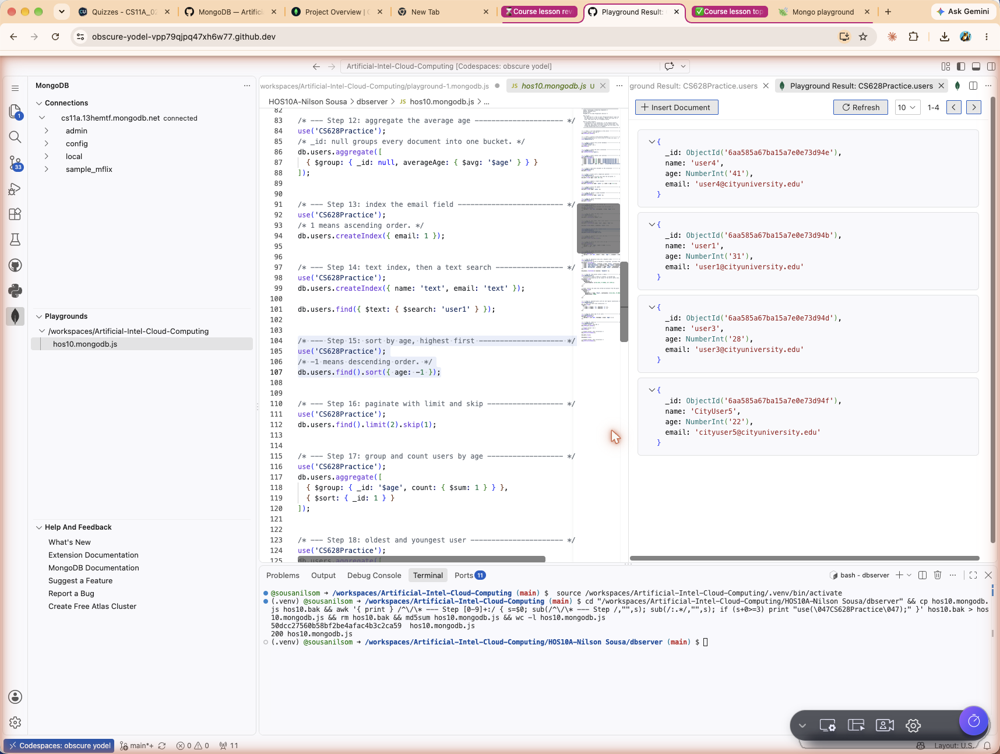 Quizzes - CS11A_02
MongoDB — Artificia
Project Overview | C
New Tab
⌛Course lesson rev
Playground Result:
✅Course lesson top
Mongo playground
Ask Gemini
obscure-yodel-vpp79qjpq47xh6w77.github.dev
Artificial-Intel-Cloud-Computing [Codespaces: obscure yodel]
MongoDB
Connections
cs11a.13hemtf.mongodb.net connected
admin
config
local
sample_mflix
1
33
Playgrounds
/workspaces/Artificial-Intel-Cloud-Computing
hos10.mongodb.js
Help And Feedback
What's New
Extension Documentation
MongoDB Documentation
Suggest a Feature
Report a Bug
Create Free Atlas Cluster
workspaces/Artificial-Intel-Cloud-Computing/playground-1.mongodb.js
JS hos10.mongodb.js U
HOS10A-Nilson Sousa > dbserver > JS hos10.mongodb.js > ...
82
83 /* --- Step 12: aggregate the average age --------------------- */
84 use('CS628Practice');
85 /* _id: null groups every document into one bucket. */
86 db.users.aggregate([
87 { $group: { _id: null, averageAge: { $avg: '$age' } } }
88 ]);
89
90
91 /* --- Step 13: index the email field ------------------------- */
92 use('CS628Practice');
93 /* 1 means ascending order. */
94 db.users.createIndex({ email: 1 });
95
96
97 /* --- Step 14: text index, then a text search ---------------- */
98 use('CS628Practice');
99 db.users.createIndex({ name: 'text', email: 'text' });
100
101 db.users.find({ $text: { $search: 'user1' } });
102
103
104 /* --- Step 15: sort by age, highest first -------------------- */
105 use('CS628Practice');
106 /* -1 means descending order. */
107 db.users.find().sort({ age: -1 });
108
109
110 /* --- Step 16: paginate with limit and skip ------------------ */
111 use('CS628Practice');
112 db.users.find().limit(2).skip(1);
113
114
115 /* --- Step 17: group and count users by age ------------------ */
116 use('CS628Practice');
117 db.users.aggregate([
118 { $group: { _id: '$age', count: { $sum: 1 } } },
119 { $sort: { _id: 1 } }
120 ]);
121
122
123 /* --- Step 18: oldest and youngest user ---------------------- */
124 use('CS628Practice');
125 db.users.aggregate([
ground Result: CS628Practice.users
Playground Result: CS628Practice.users
Insert Document
Refresh
10
1-4
{
_id: ObjectId('6aa585a67ba15a7e0e73d94e'),
name: 'user4',
age: NumberInt('41'),
email: 'user4@cityuniversity.edu'
}
{
_id: ObjectId('6aa585a67ba15a7e0e73d94b'),
name: 'user1',
age: NumberInt('31'),
email: 'user1@cityuniversity.edu'
}
{
_id: ObjectId('6aa585a67ba15a7e0e73d94d'),
name: 'user3',
age: NumberInt('28'),
email: 'user3@cityuniversity.edu'
}
{
_id: ObjectId('6aa585a67ba15a7e0e73d94f'),
name: 'CityUser5',
age: NumberInt('22'),
email: 'cityuser5@cityuniversity.edu'
}
Problems Output Debug Console Terminal Ports 11
bash - dbserver
@sousanilsom → /workspaces/Artificial-Intel-Cloud-Computing (main) $ source /workspaces/Artificial-Intel-Cloud-Computing/.venv/bin/activate
(.venv) @sousanilsom → /workspaces/Artificial-Intel-Cloud-Computing (main) $ cd "/workspaces/Artificial-Intel-Cloud-Computing/HOS10A-Nilson Sousa/dbserver" && cp hos10.mongodb.
js hos10.bak && awk '{ print } /^\/\* --- Step [0-9]+:/ { s=$0; sub(/^\/\* --- Step /,"",s); sub(/:.*/,"",s); if (s+0>=3) print "use(\047CS628Practice\047);" }' hos10.bak > hos
10.mongodb.js && rm hos10.bak && md5sum hos10.mongodb.js && wc -l hos10.mongodb.js
50dcc27560b58bf2be4afac4b3c2ca59 hos10.mongodb.js
200 hos10.mongodb.js
(.venv) @sousanilsom → /workspaces/Artificial-Intel-Cloud-Computing/HOS10A-Nilson Sousa/dbserver (main) $
Codespaces: obscure yodel
main*+
0 0
11
Layout: U.S.